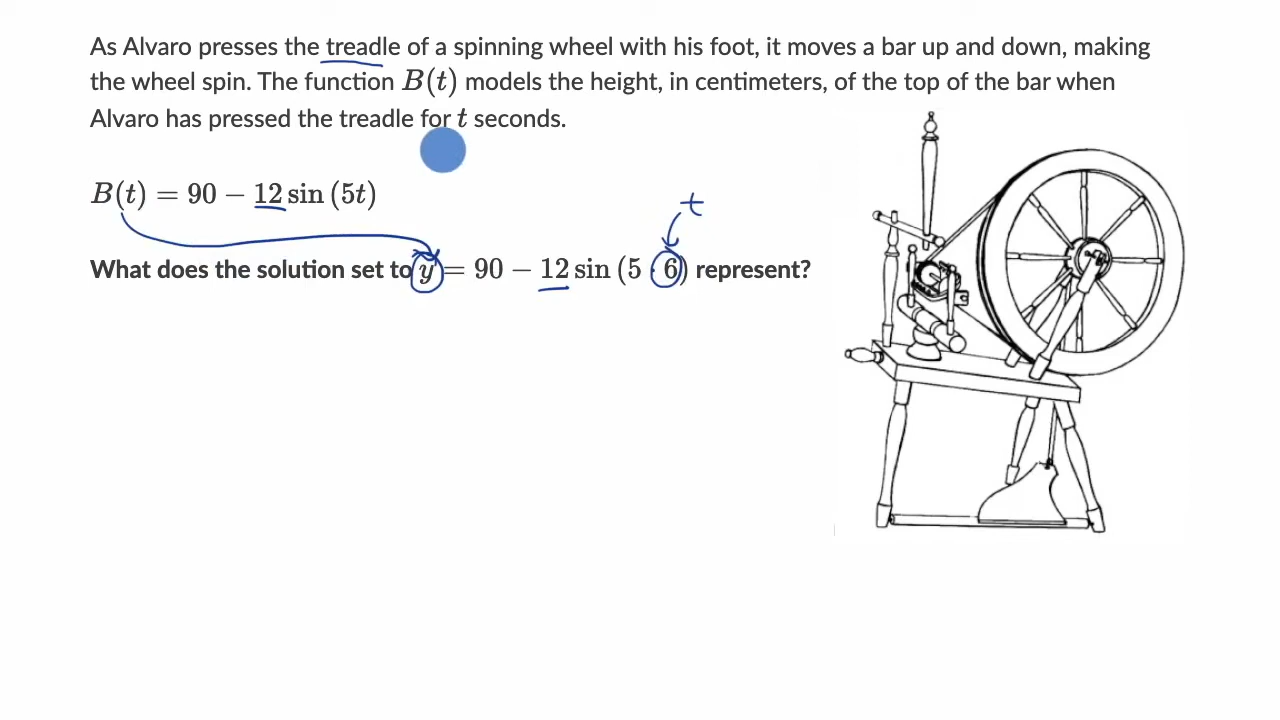 As Alvaro presses the treadle of a spinning wheel with his foot, it moves a bar up and down, making
the wheel spin. The function B(t) models the height, in centimeters, of the top of the bar when
Alvaro has pressed the treadle for t seconds.
B(t) = 90 − 12 sin (5t)
t
What does the solution set to y = 90 − 12 sin (5 · 6) represent?